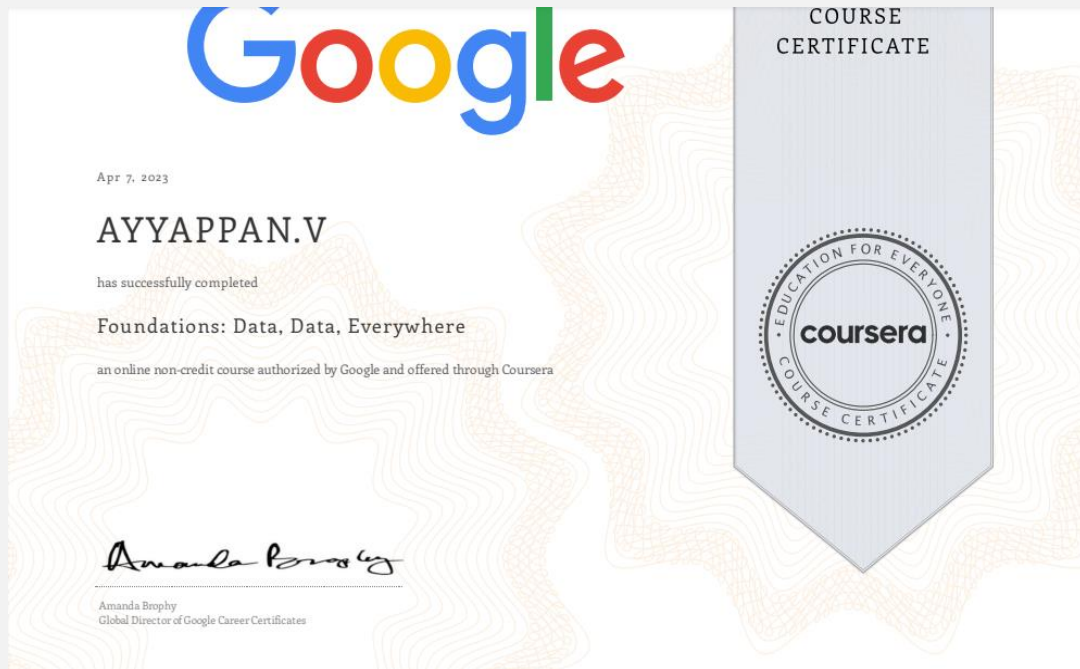 Google
COURSE
CERTIFICATE
Apr 7, 2023
AYYAPPAN.V
has successfully completed
Foundations: Data, Data, Everywhere
an online non-credit course authorized by Google and offered through Coursera
EDUCATION FOR EVERYONE
coursera
COURSE CERTIFICATE
Amanda Brophy
Amanda Brophy
Global Director of Google Career Certificates